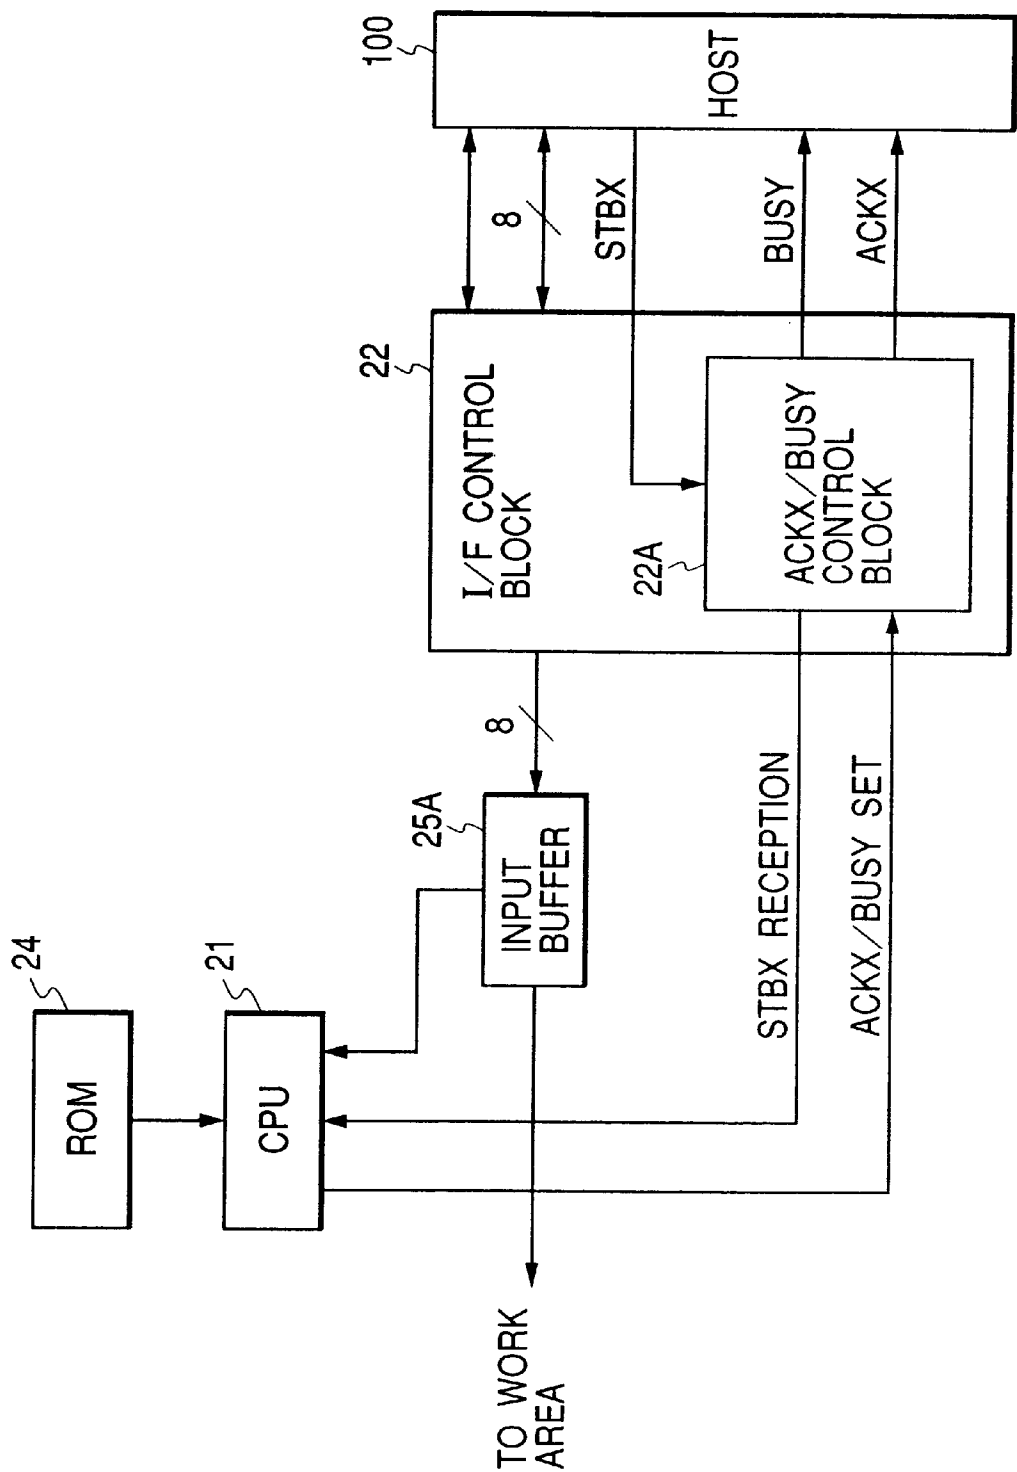 24
ROM
21
CPU
TO WORK
AREA
25A
INPUT
BUFFER
8
STBX RECEPTION
ACKX/BUSY SET
22
I/F CONTROL
BLOCK
22A
ACKX/BUSY
CONTROL
BLOCK
8
STBX
BUSY
ACKX
100
HOST